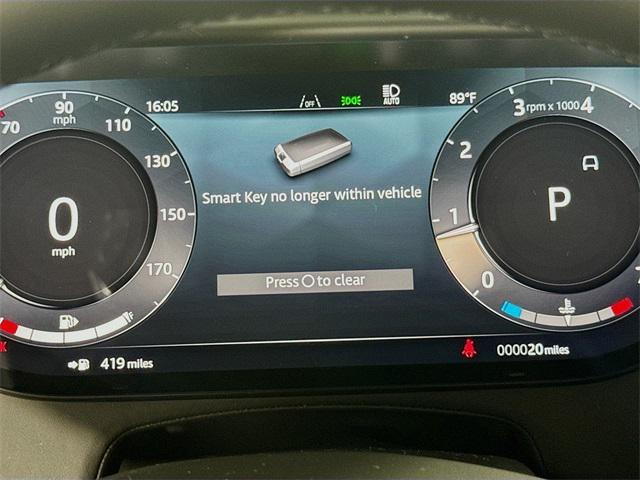 16:05
OFF
AUTO
89°F
90
mph
70
110
130
150
170
0
mph
F
419 miles
Smart Key no longer within vehicle
Press O to clear
3 rpm x 1000 4
2
1
0
P
000020 miles